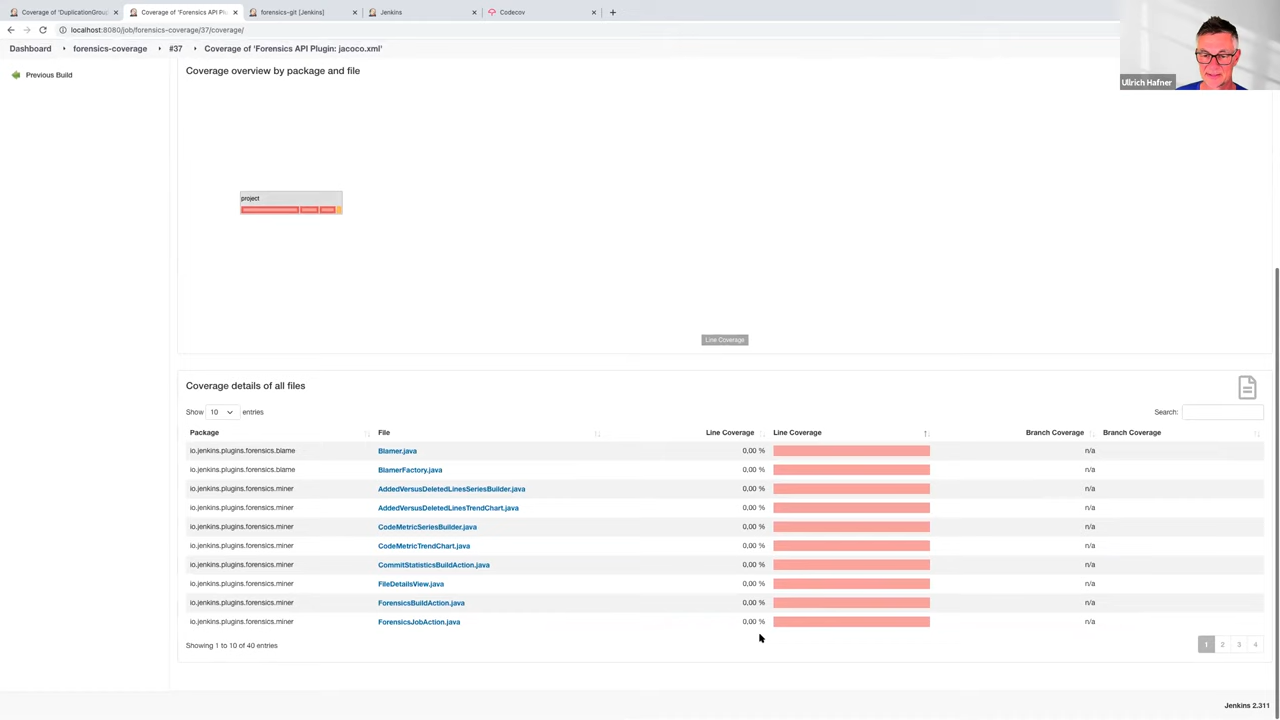 Coverage of 'DuplicationGrou
Coverage of 'Forensics API Pl
forensics-git [Jenkins]
Jenkins
Codecov
localhost:8080/job/forensics-coverage/37/coverage/
Dashboard forensics-coverage #37 Coverage of 'Forensics API Plugin: jacoco.xml'
Ullrich Hafner
Previous Build
Coverage overview by package and file
project
Line Coverage
Coverage details of all files
Show 10 entries Search:
Package File Line Coverage Line Coverage Branch Coverage Branch Coverage
io.jenkins.plugins.forensics.blame Blamer.java 0,00 % n/a
io.jenkins.plugins.forensics.blame BlamerFactory.java 0,00 % n/a
io.jenkins.plugins.forensics.miner AddedVersusDeletedLinesSeriesBuilder.java 0,00 % n/a
io.jenkins.plugins.forensics.miner AddedVersusDeletedLinesTrendChart.java 0,00 % n/a
io.jenkins.plugins.forensics.miner CodeMetricSeriesBuilder.java 0,00 % n/a
io.jenkins.plugins.forensics.miner CodeMetricTrendChart.java 0,00 % n/a
io.jenkins.plugins.forensics.miner CommitStatisticsBuildAction.java 0,00 % n/a
io.jenkins.plugins.forensics.miner FileDetailsView.java 0,00 % n/a
io.jenkins.plugins.forensics.miner ForensicsBuildAction.java 0,00 % n/a
io.jenkins.plugins.forensics.miner ForensicsJobAction.java 0,00 % n/a
Showing 1 to 10 of 40 entries 1 2 3 4
Jenkins 2.311